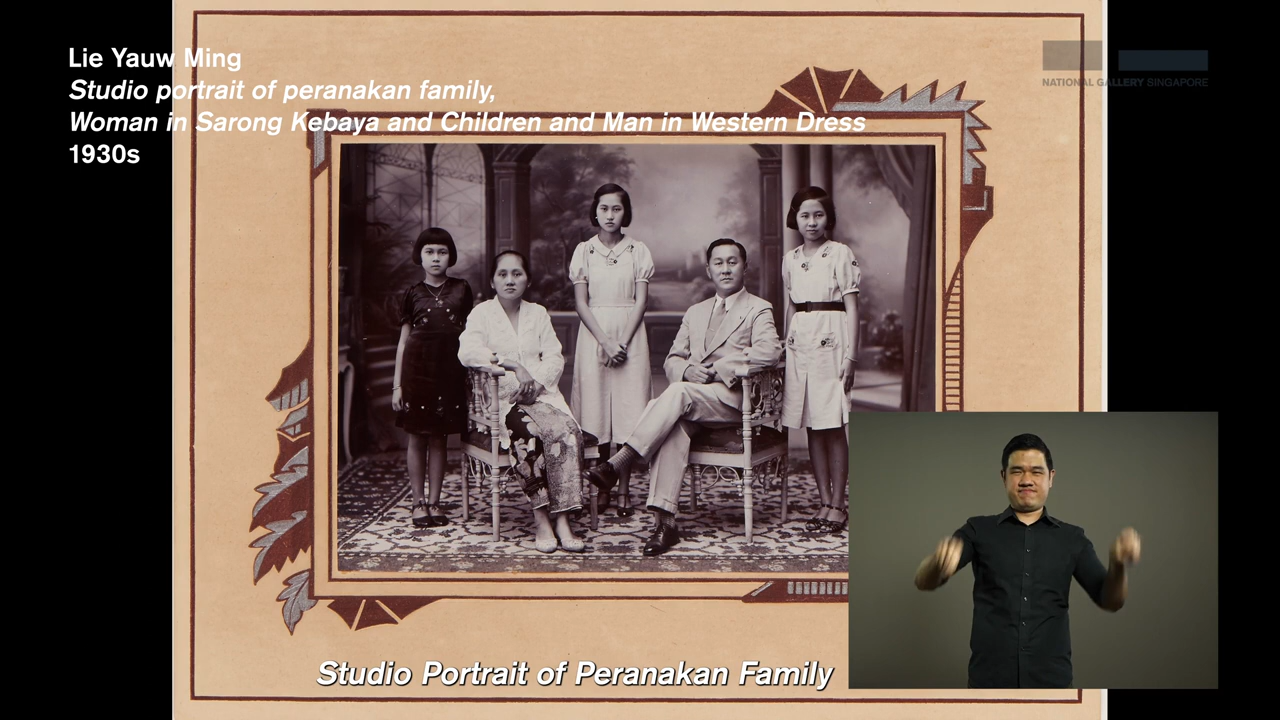 Lie Yauw Ming
Studio portrait of peranakan family,
Woman in Sarong Kebaya and Children and Man in Western Dress
1930s
NATIONAL GALLERY SINGAPORE
Studio Portrait of Peranakan Family